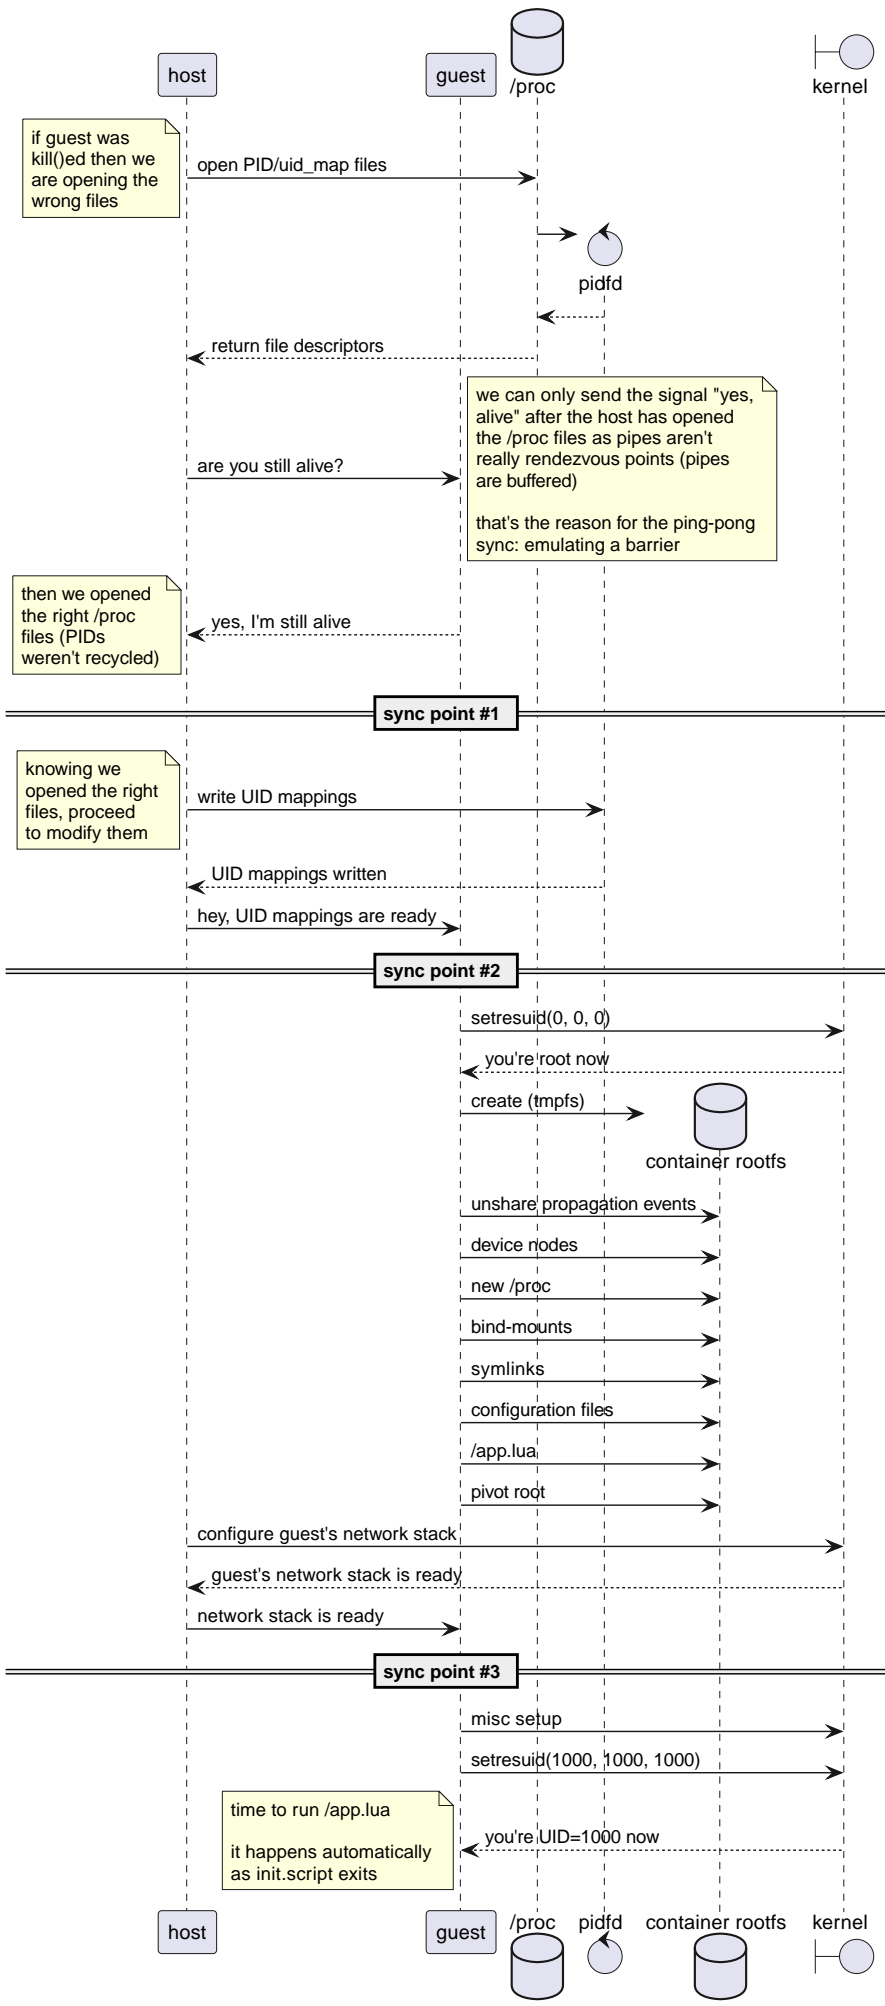 host
guest
/proc
kernel
if guest was
kill()ed then we
are opening the
wrong files
open PID/uid_map files
pidfd
return file descriptors
we can only send the signal "yes,
alive" after the host has opened
the /proc files as pipes aren't
really rendezvous points (pipes
are buffered)
that's the reason for the ping-pong
sync: emulating a barrier
are you still alive?
then we opened
the right /proc
files (PIDs
weren't recycled)
yes, I'm still alive
sync point #1
knowing we
opened the right
files, proceed
to modify them
write UID mappings
UID mappings written
hey, UID mappings are ready
sync point #2
setresuid(0, 0, 0)
you're root now
create (tmpfs)
container rootfs
unshare propagation events
device nodes
new /proc
bind-mounts
symlinks
configuration files
/app.lua
pivot root
configure guest's network stack
guest's network stack is ready
network stack is ready
sync point #3
misc setup
setresuid(1000, 1000, 1000)
time to run /app.lua
it happens automatically
as init.script exits
you're UID=1000 now
host
guest
/proc
pidfd
container rootfs
kernel